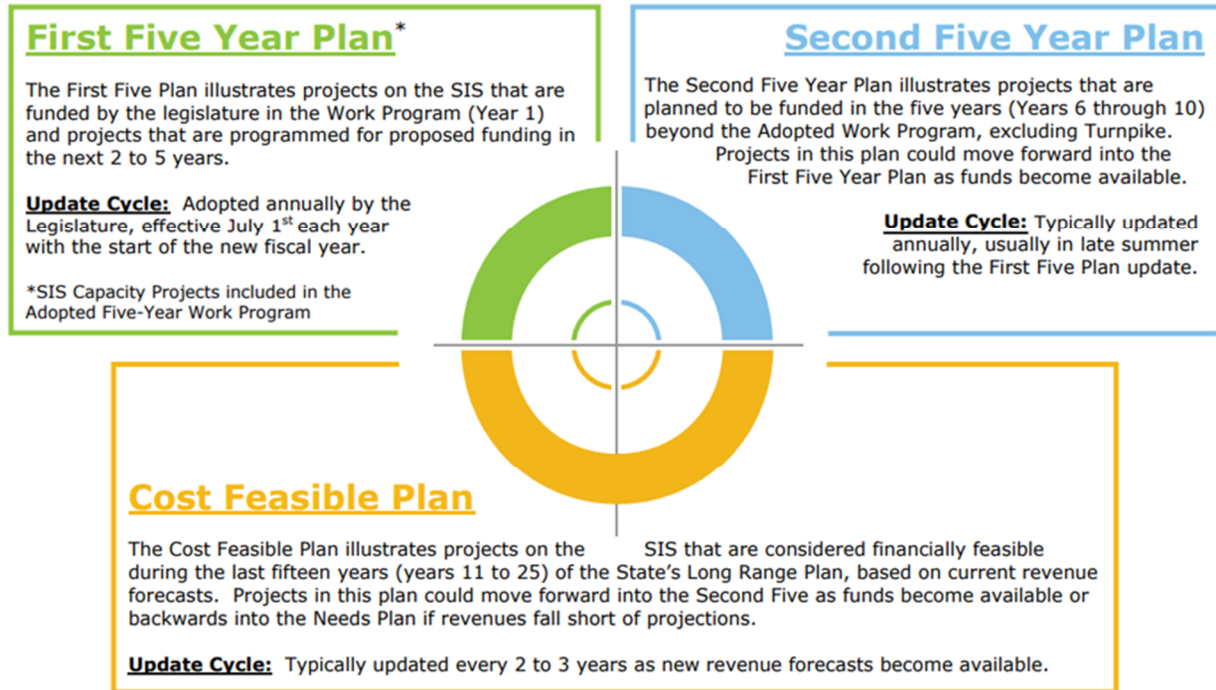 First Five Year Plan*
The First Five Plan illustrates projects on the SIS that are
funded by the legislature in the Work Program (Year 1)
and projects that are programmed for proposed funding in
the next 2 to 5 years.
Update Cycle: Adopted annually by the
Legislature, effective July 1st each year
with the start of the new fiscal year.
*SIS Capacity Projects included in the
Adopted Five-Year Work Program
Second Five Year Plan
The Second Five Year Plan illustrates projects that are
planned to be funded in the five years (Years 6 through 10)
beyond the Adopted Work Program, excluding Turnpike.
Projects in this plan could move forward into the
First Five Year Plan as funds become available.
Update Cycle: Typically updated
annually, usually in late summer
following the First Five Plan update.
Cost Feasible Plan
The Cost Feasible Plan illustrates projects on the SIS that are considered financially feasible
during the last fifteen years (years 11 to 25) of the State's Long Range Plan, based on current revenue
forecasts. Projects in this plan could move forward into the Second Five as funds become available or
backwards into the Needs Plan if revenues fall short of projections.
Update Cycle: Typically updated every 2 to 3 years as new revenue forecasts become available.